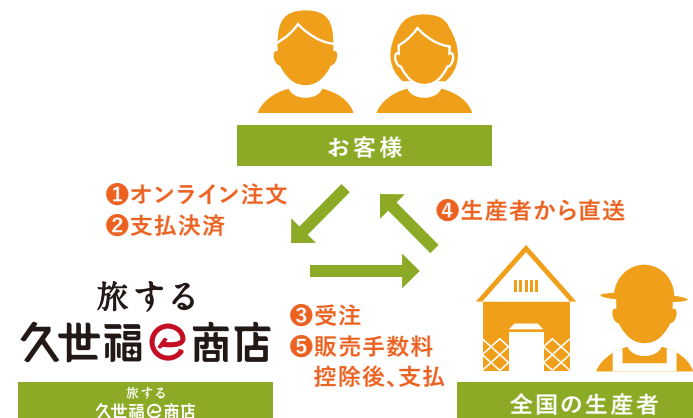 お客様
❶オンライン注文
❷支払決済
❹生産者から直送
旅する
久世福e商店
❸受注
❺販売手数料
控除後、支払
旅する
久世福e商店
全国の生産者